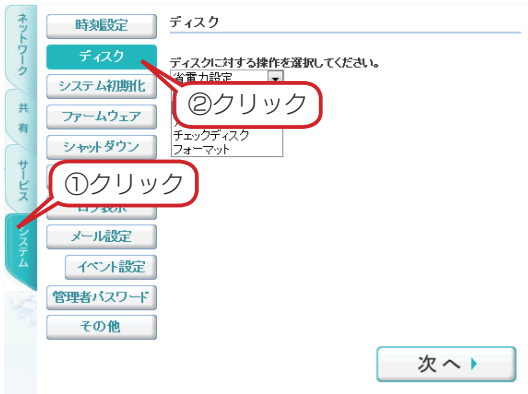 ネットワーク
共有
サービス
システム
時刻設定
ディスク
システム初期化
ファームウェア
シャットダウン
メール設定
イベント設定
管理者パスワード
その他
ディスク
ディスクに対する操作を選択してください。
省電力設定
チェックディスク
フォーマット
②クリック
①クリック
次へ